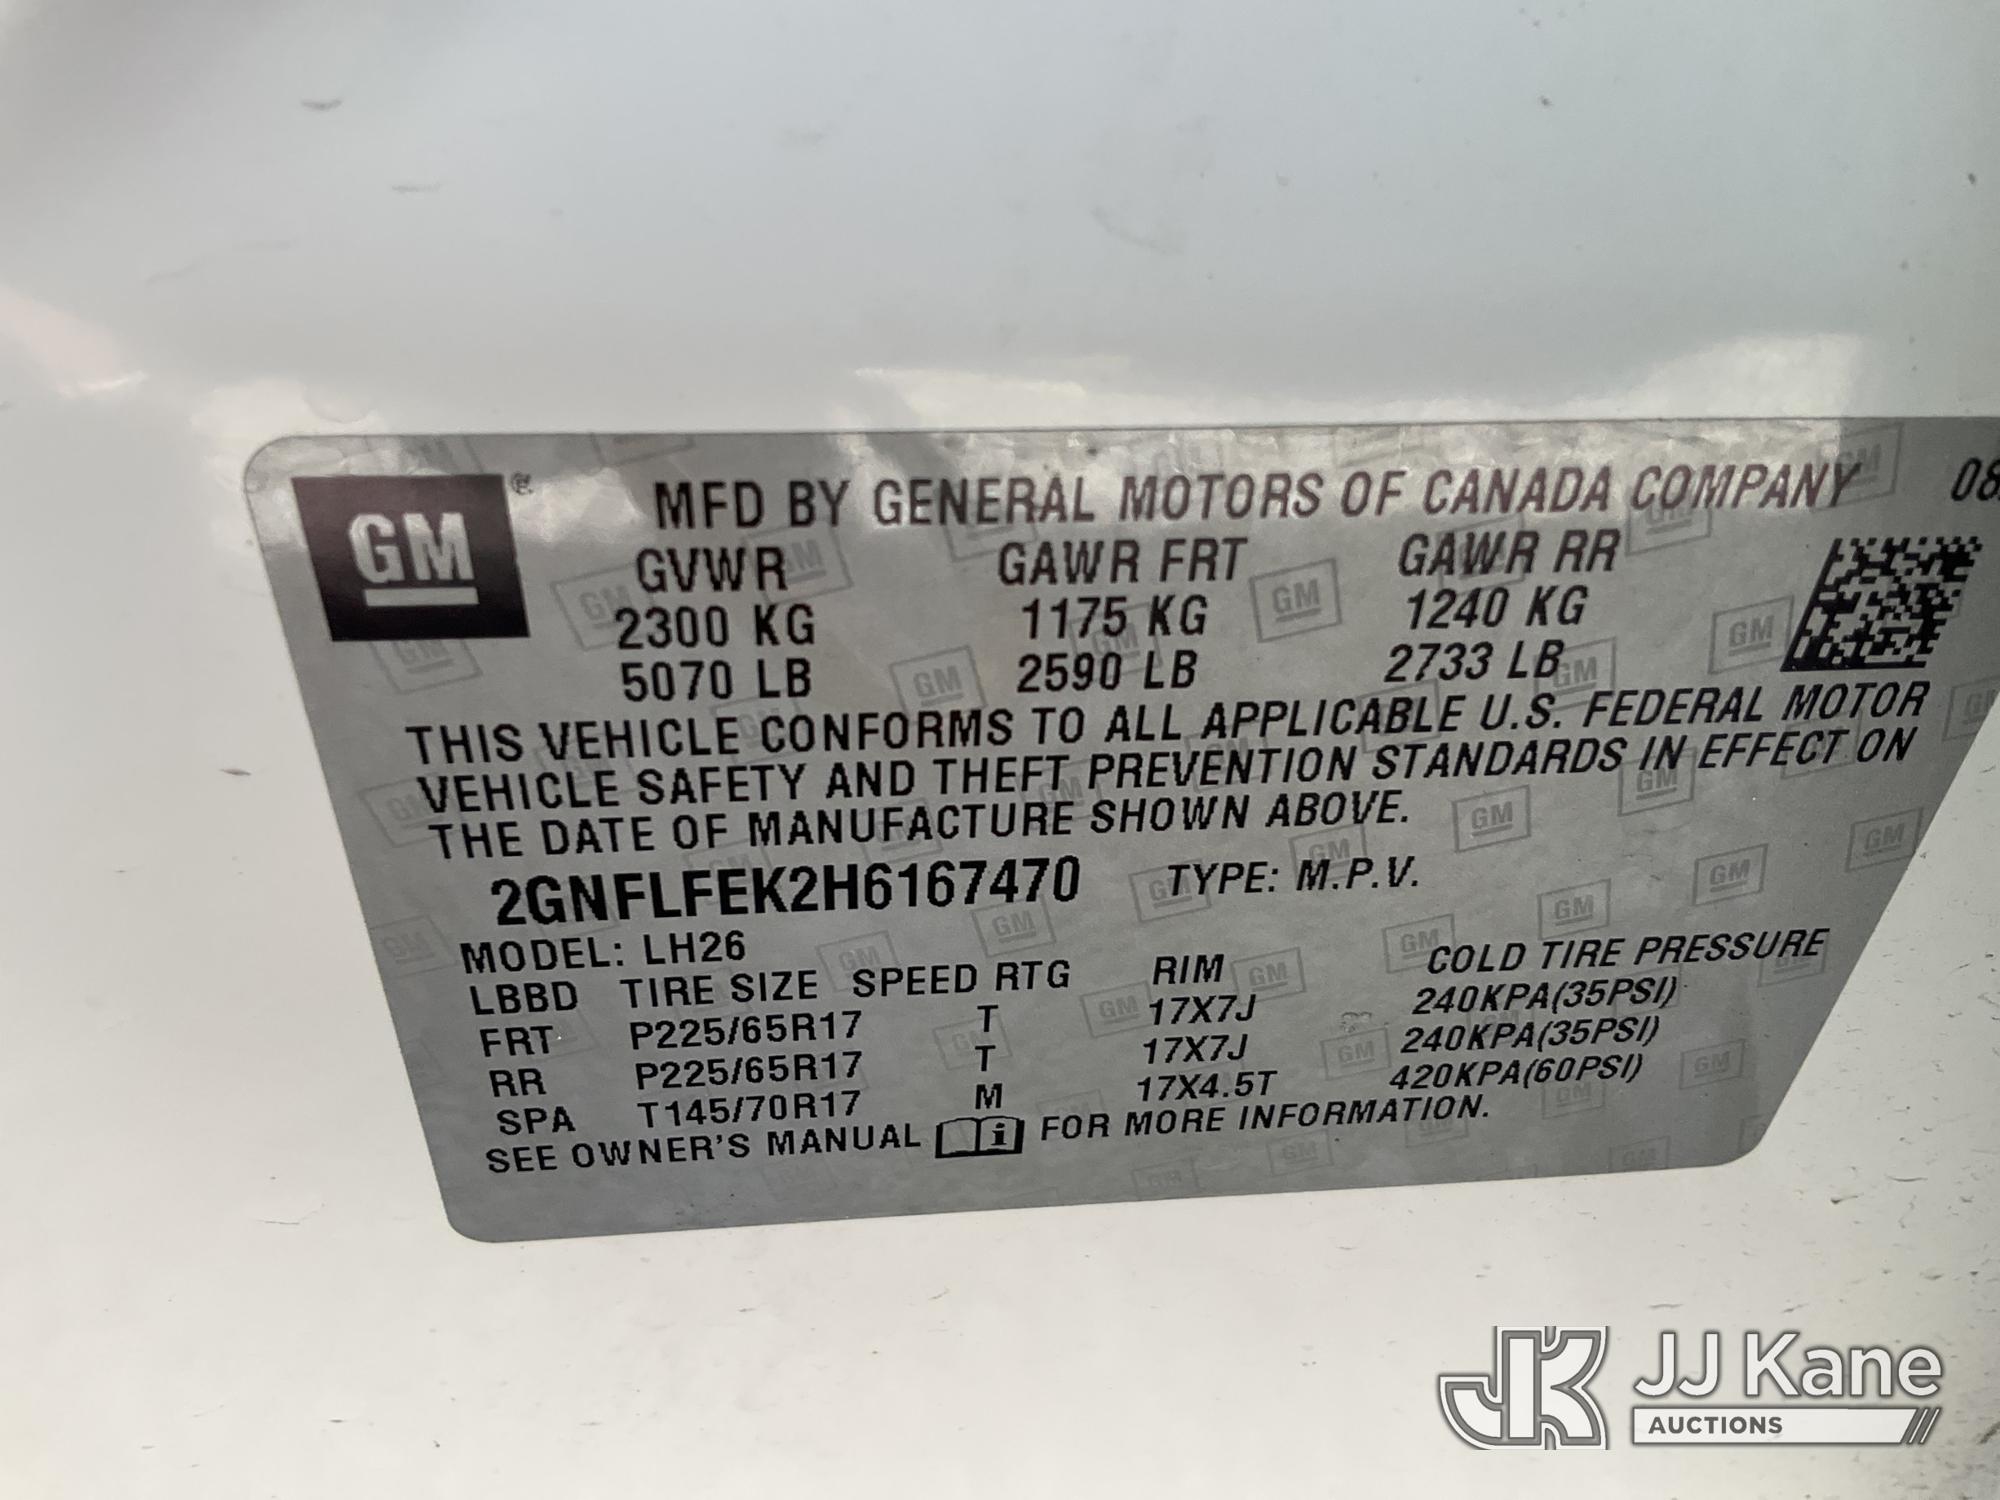 GM
MFD BY GENERAL MOTORS OF CANADA COMPANY 08
GVWR GAWR FRT GAWR RR
2300 KG 1175 KG 1240 KG
5070 LB 2590 LB 2733 LB
THIS VEHICLE CONFORMS TO ALL APPLICABLE U.S. FEDERAL MOTOR
VEHICLE SAFETY AND THEFT PREVENTION STANDARDS IN EFFECT ON
THE DATE OF MANUFACTURE SHOWN ABOVE.
2GNFLFEK2H6167470 TYPE: M.P.V.
MODEL: LH26
LBBD TIRE SIZE SPEED RTG RIM COLD TIRE PRESSURE
FRT P225/65R17 T 17X7J 240KPA(35PSI)
RR P225/65R17 T 17X7J 240KPA(35PSI)
SPA T145/70R17 M 17X4.5T 420KPA(60PSI)
SEE OWNER'S MANUAL i FOR MORE INFORMATION.
JK JJ Kane
AUCTIONS